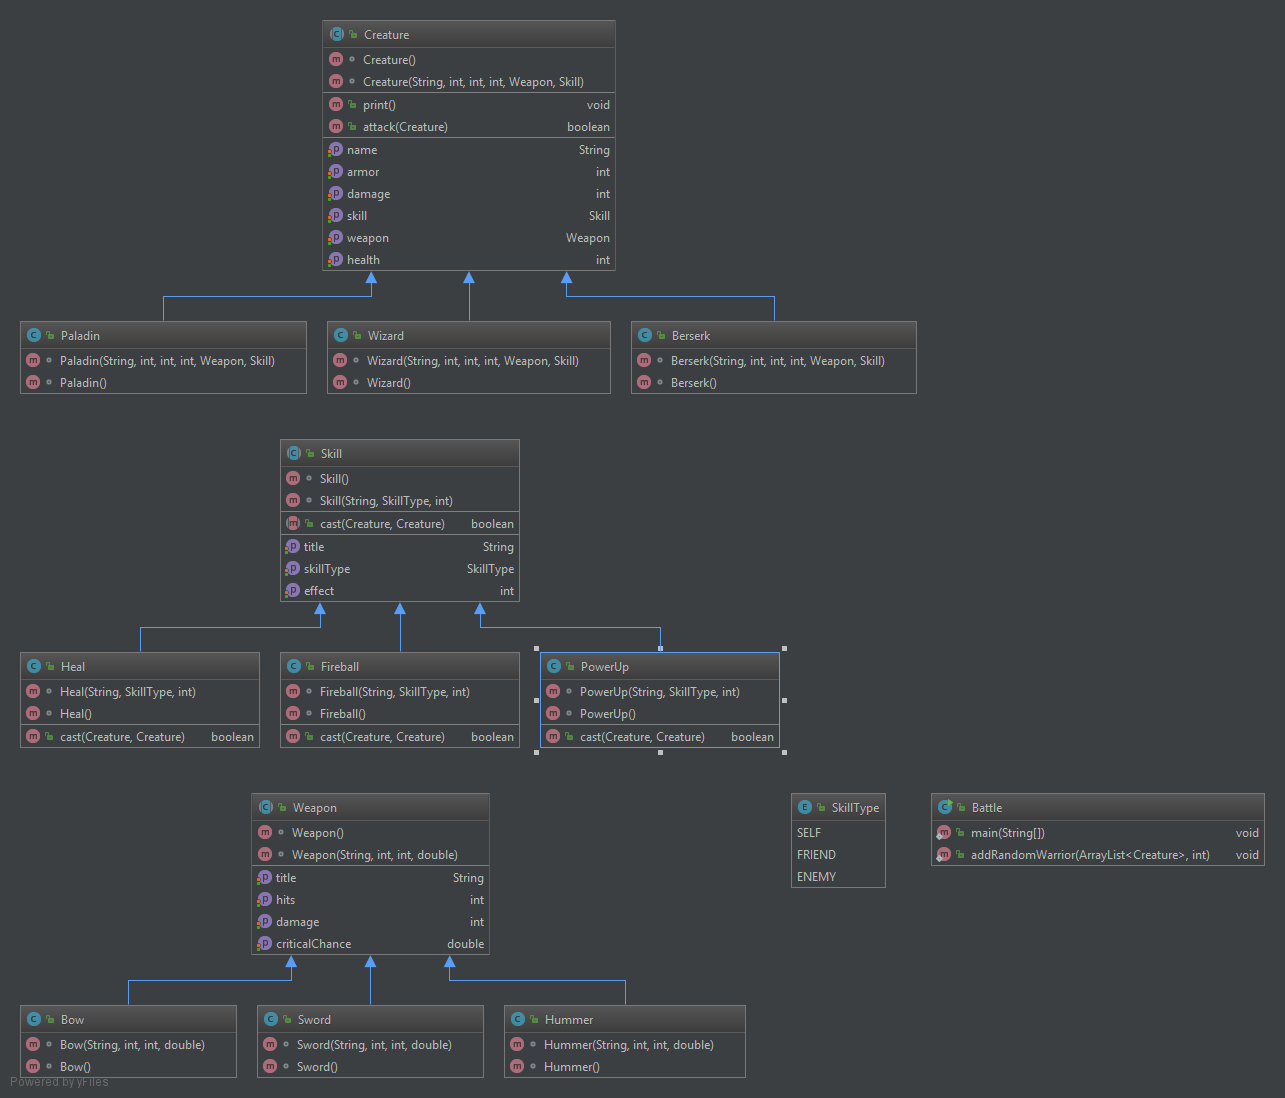 Creature
Creature()
Creature(String, int, int, int, Weapon, Skill)
print() void
attack(Creature) boolean
name String
armor int
damage int
skill Skill
weapon Weapon
health int
Paladin
Paladin(String, int, int, int, Weapon, Skill)
Paladin()
Wizard
Wizard(String, int, int, int, Weapon, Skill)
Wizard()
Berserk
Berserk(String, int, int, int, Weapon, Skill)
Berserk()
Skill
Skill()
Skill(String, SkillType, int)
cast(Creature, Creature) boolean
title String
skillType SkillType
effect int
Heal
Heal(String, SkillType, int)
Heal()
cast(Creature, Creature) boolean
Fireball
Fireball(String, SkillType, int)
Fireball()
cast(Creature, Creature) boolean
PowerUp
PowerUp(String, SkillType, int)
PowerUp()
cast(Creature, Creature) boolean
Weapon
Weapon()
Weapon(String, int, int, double)
title String
hits int
damage int
criticalChance double
SkillType
SELF
FRIEND
ENEMY
Battle
main(String[]) void
addRandomWarrior(ArrayList<Creature>, int) void
Bow
Bow(String, int, int, double)
Bow()
Sword
Sword(String, int, int, double)
Sword()
Hummer
Hummer(String, int, int, double)
Hummer()
Powered by yFiles